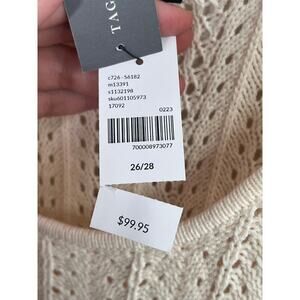 TAG
c726 - 56182
m13391
s1132198
sku601105973
17092
0223
700008973077
26/28
$99.95